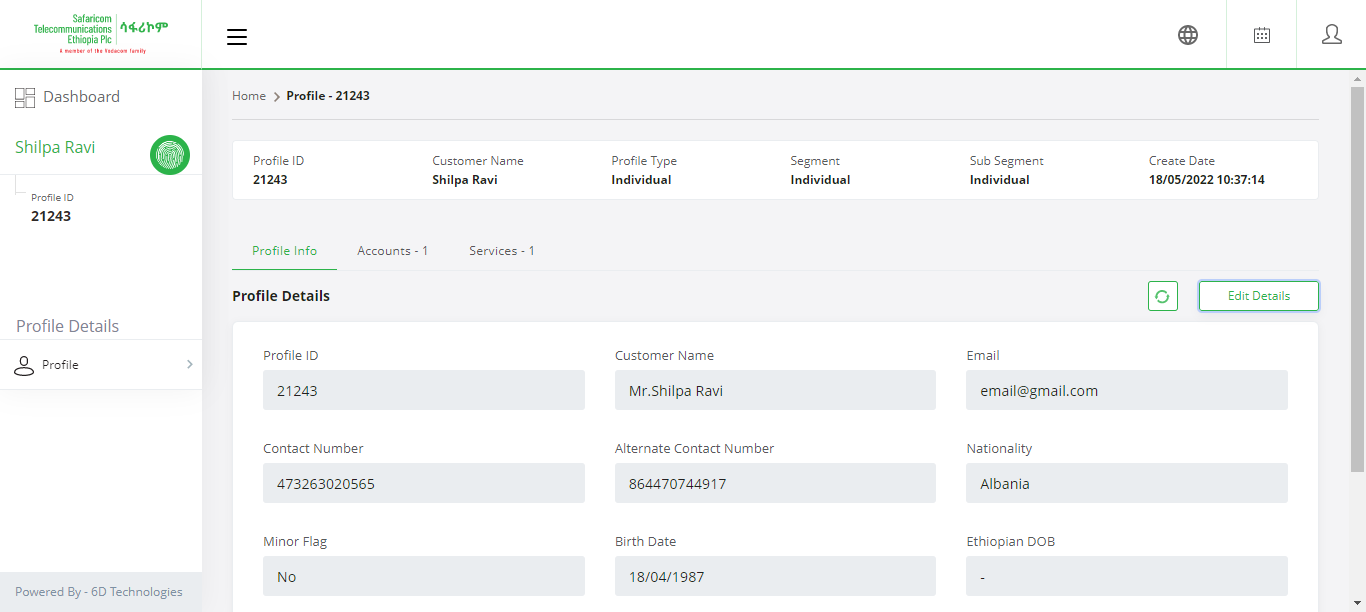 Safaricom
Telecommunications
Ethiopia Plc
ሳፋሪኮም
A member of the Vodacom family
Dashboard
Shilpa Ravi
Profile ID
21243
Profile Details
Profile
Powered By - 6D Technologies
Home > Profile - 21243
Profile ID Customer Name Profile Type Segment Sub Segment Create Date
21243 Shilpa Ravi Individual Individual Individual 18/05/2022 10:37:14
Profile Info Accounts - 1 Services - 1
Profile Details Edit Details
Profile ID Customer Name Email
21243 Mr.Shilpa Ravi email@gmail.com
Contact Number Alternate Contact Number Nationality
473263020565 864470744917 Albania
Minor Flag Birth Date Ethiopian DOB
No 18/04/1987 -